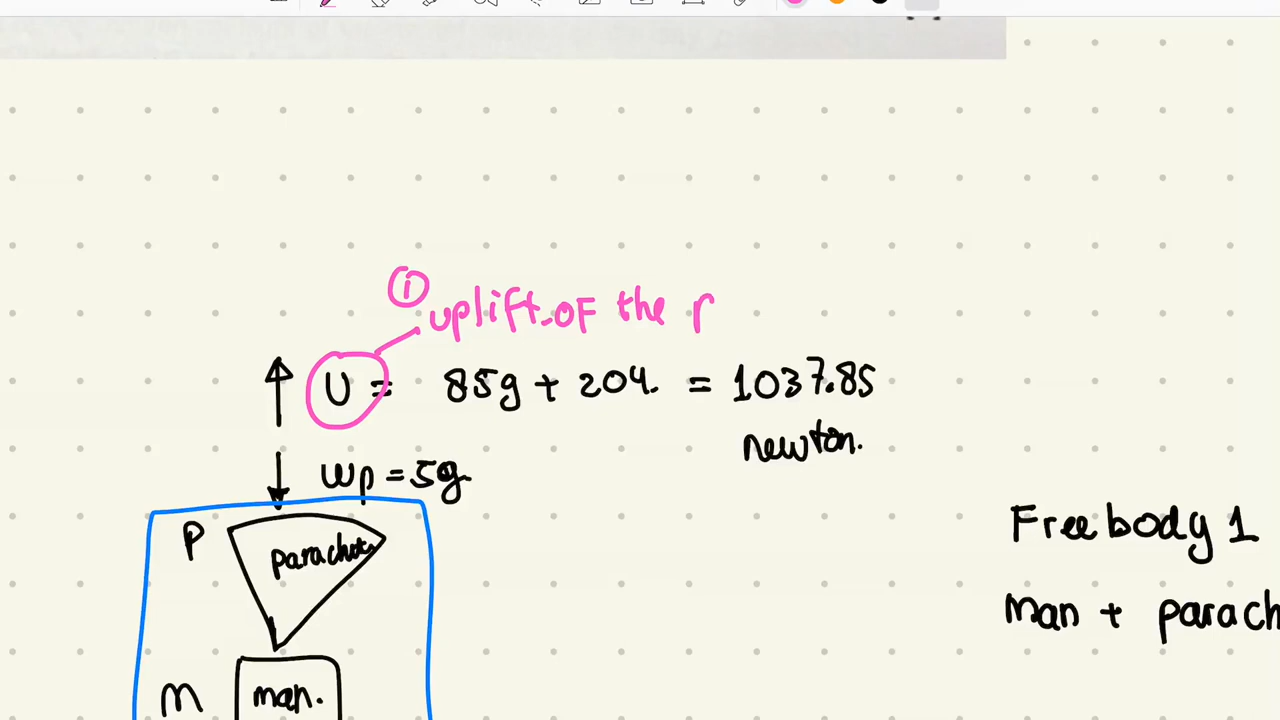 ① uplift of the r
U = 85g + 204. = 1037.85
newton.
wp = 5g
Freebody 1
P
parachute
man + parach
M
man.